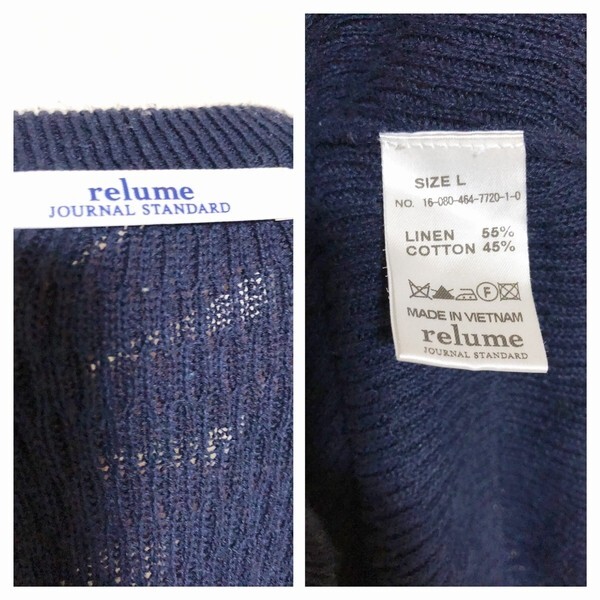 relume
JOURNAL STANDARD
SIZE L
NO. 16-080-464-7720-1-0
LINEN 55%
COTTON 45%
F
MADE IN VIETNAM
relume
JOURNAL STANDARD